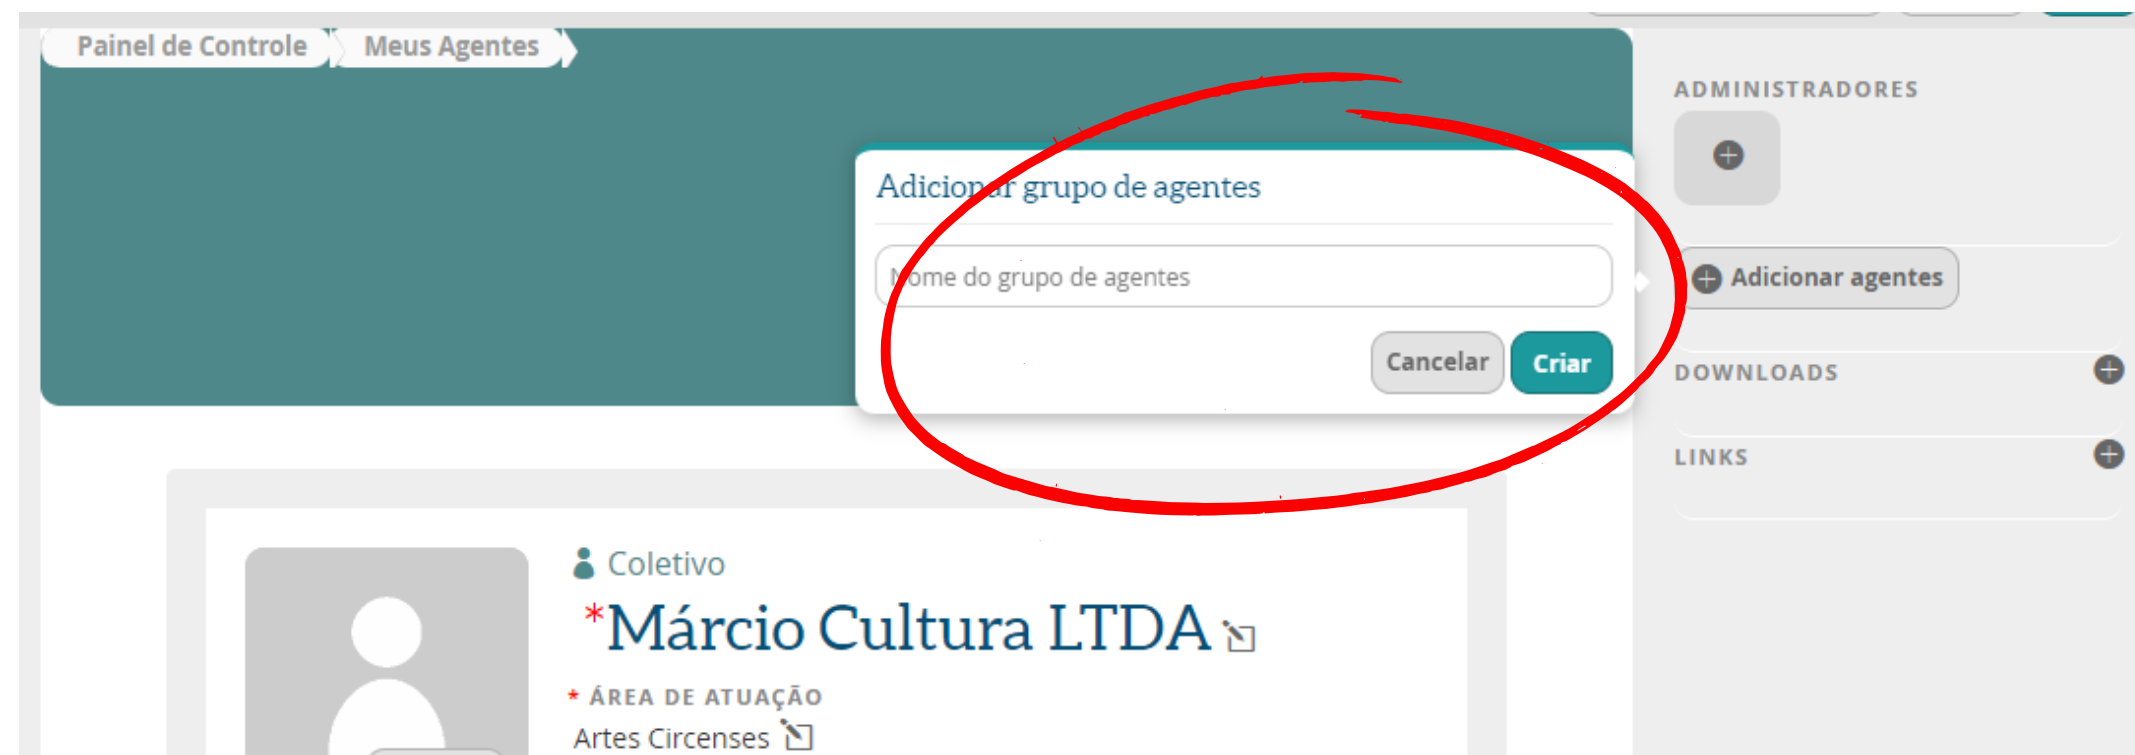 Painel de Controle
Meus Agentes
ADMINISTRADORES
Adicionar grupo de agentes
Nome do grupo de agentes
Cancelar
Criar
Adicionar agentes
DOWNLOADS
LINKS
Coletivo
*Márcio Cultura LTDA
* ÁREA DE ATUAÇÃO
Artes Circenses